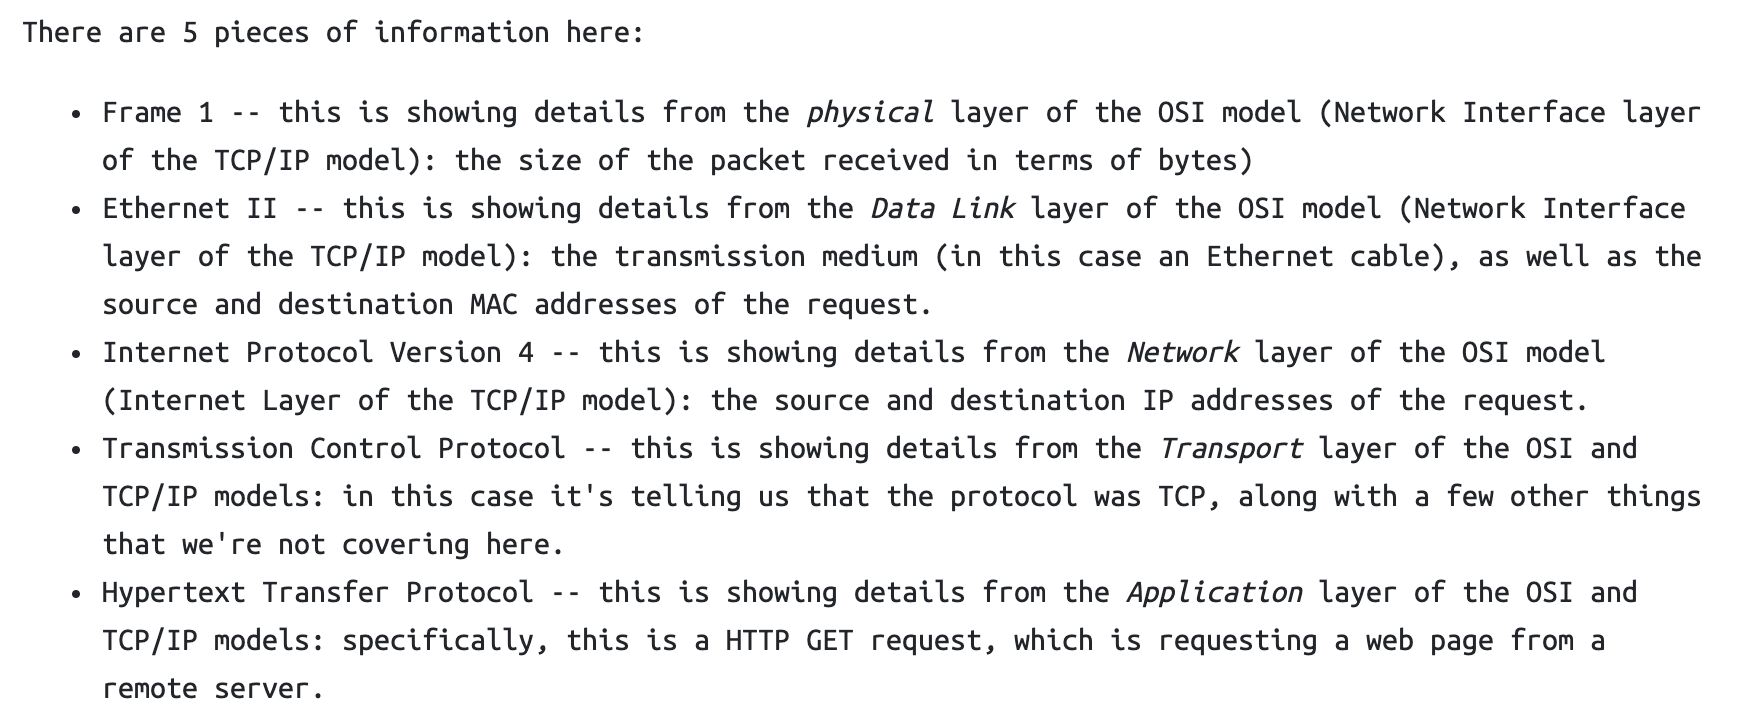 There are 5 pieces of information here:
• Frame 1 -- this is showing details from the physical layer of the OSI model (Network Interface layer
of the TCP/IP model): the size of the packet received in terms of bytes)
• Ethernet II -- this is showing details from the Data Link layer of the OSI model (Network Interface
layer of the TCP/IP model): the transmission medium (in this case an Ethernet cable), as well as the
source and destination MAC addresses of the request.
• Internet Protocol Version 4 -- this is showing details from the Network layer of the OSI model
(Internet Layer of the TCP/IP model): the source and destination IP addresses of the request.
• Transmission Control Protocol -- this is showing details from the Transport layer of the OSI and
TCP/IP models: in this case it's telling us that the protocol was TCP, along with a few other things
that we're not covering here.
• Hypertext Transfer Protocol -- this is showing details from the Application layer of the OSI and
TCP/IP models: specifically, this is a HTTP GET request, which is requesting a web page from a
remote server.